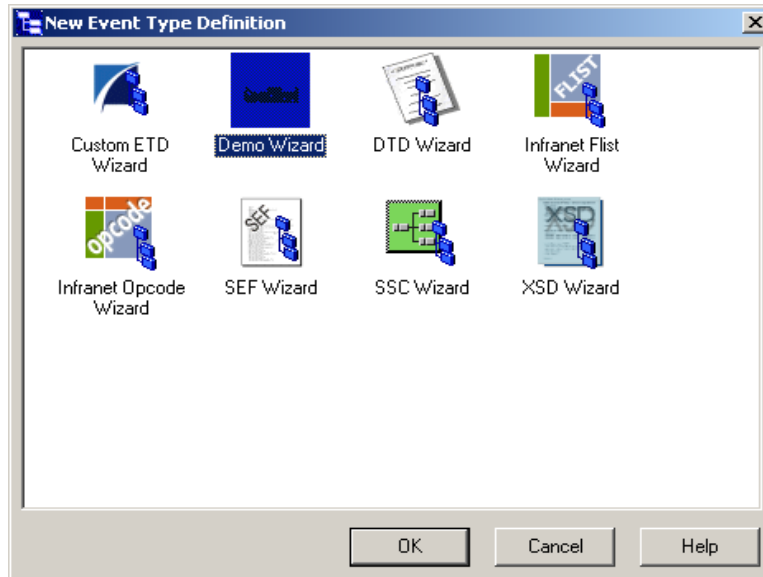 New Event Type Definition
Custom ETD
Wizard
Demo Wizard
DTD Wizard
Infranet Flist
Wizard
FLIST
Infranet Opcode
Wizard
opcode
SEF Wizard
SEF
SSC Wizard
XSD Wizard
XSD
OK
Cancel
Help